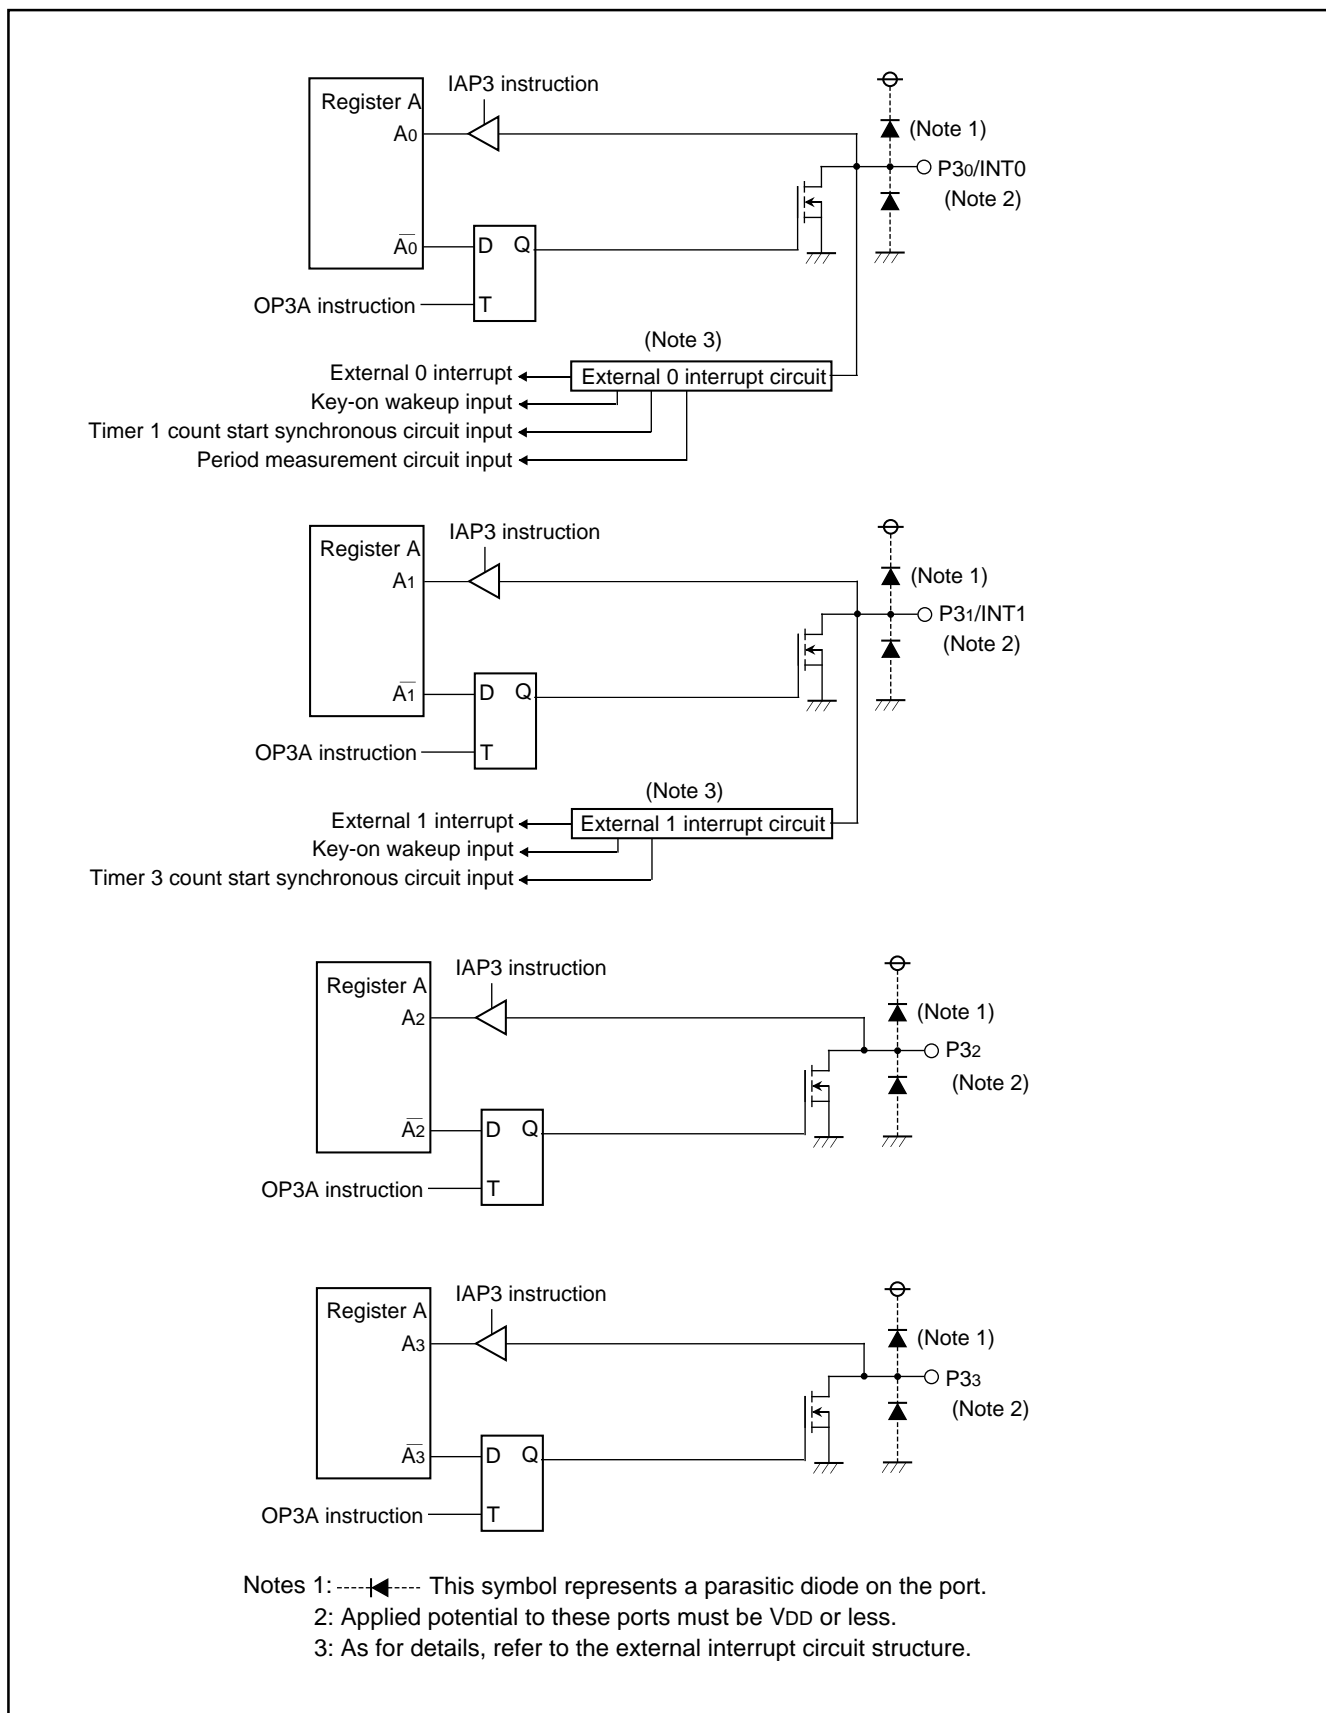 IAP3 instruction
Register A
A0
(Note 1)
P30/INT0
(Note 2)
A̅0̅
D Q
OP3A instruction
T
(Note 3)
External 0 interrupt
External 0 interrupt circuit
Key-on wakeup input
Timer 1 count start synchronous circuit input
Period measurement circuit input
IAP3 instruction
Register A
A1
(Note 1)
P31/INT1
(Note 2)
A̅1̅
D Q
OP3A instruction
T
(Note 3)
External 1 interrupt
External 1 interrupt circuit
Key-on wakeup input
Timer 3 count start synchronous circuit input
IAP3 instruction
Register A
A2
(Note 1)
P32
(Note 2)
A̅2̅
D Q
OP3A instruction
T
IAP3 instruction
Register A
A3
(Note 1)
P33
(Note 2)
A̅3̅
D Q
OP3A instruction
T
Notes 1: This symbol represents a parasitic diode on the port.
2: Applied potential to these ports must be VDD or less.
3: As for details, refer to the external interrupt circuit structure.